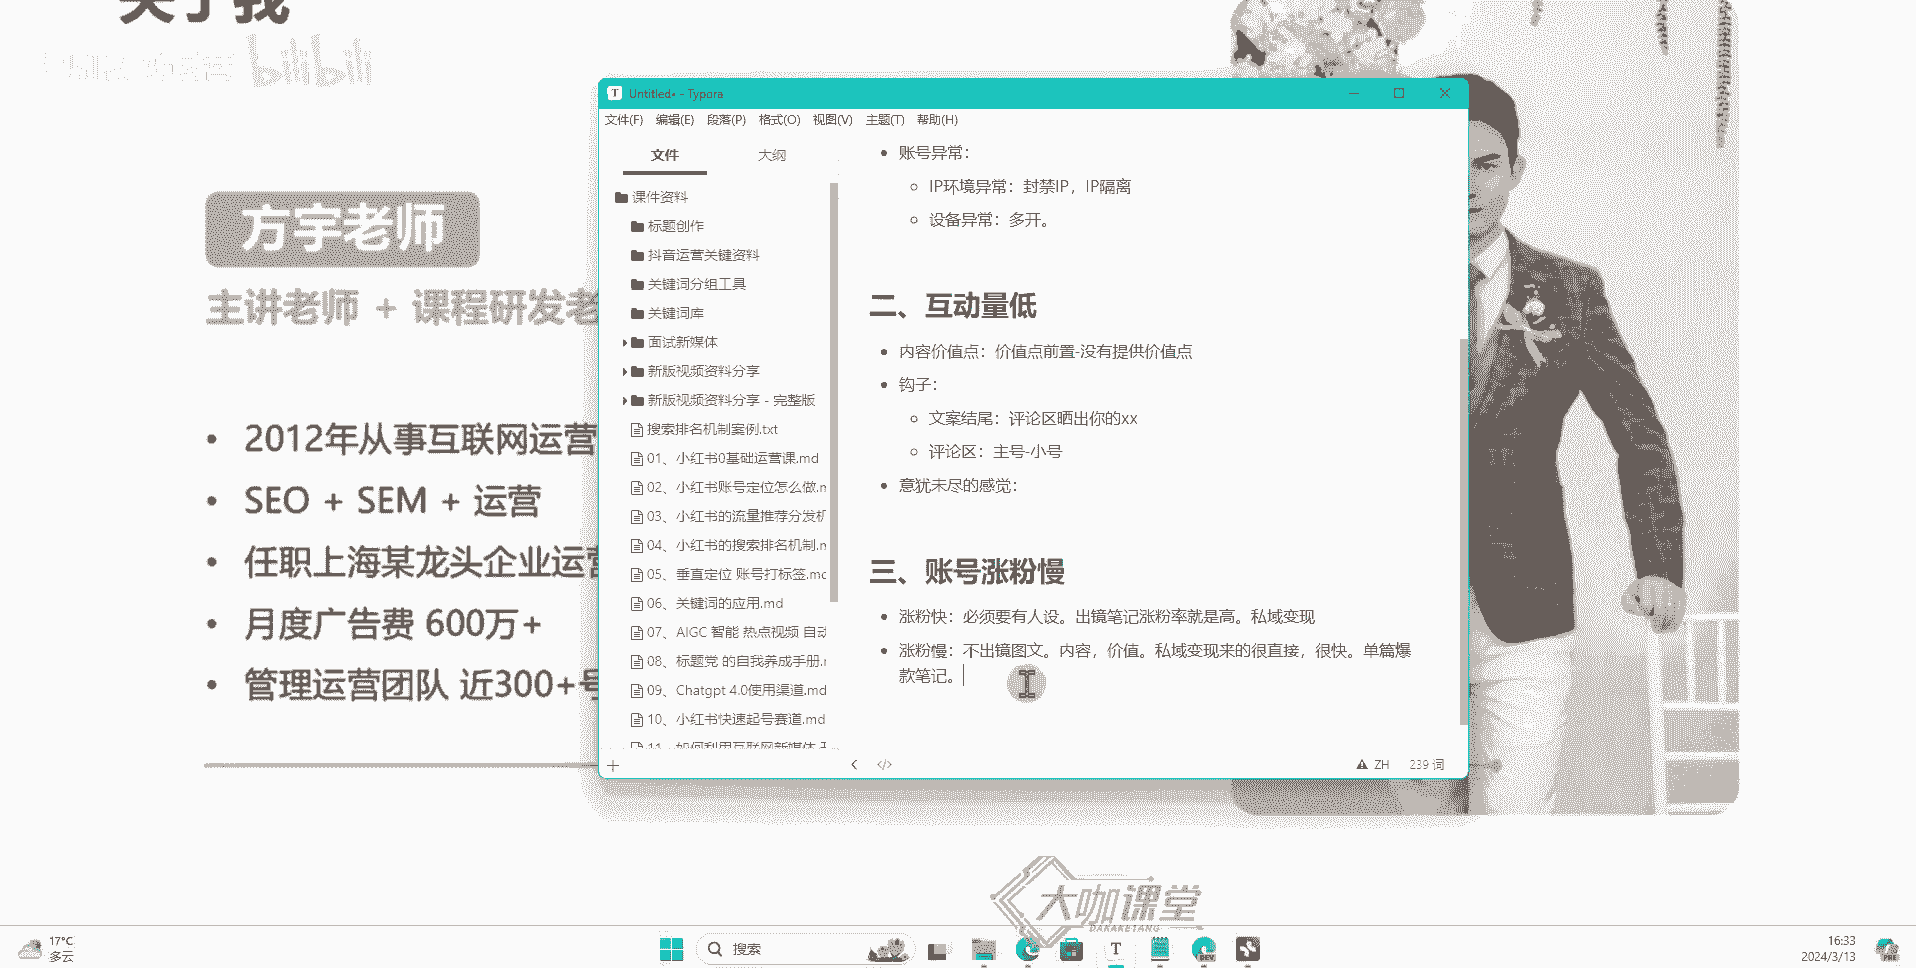 关于我
bilibili
方宇老师
主讲老师 + 课程研发老
2012年从事互联网运营
SEO + SEM + 运营
任职上海某龙头企业运营
月度广告费 600万+
管理运营团队 近300+号
Untitled• - Typora
文件(F) 编辑(E) 段落(P) 格式(O) 视图(V) 主题(T) 帮助(H)
文件 大纲
课件资料
标题创作
抖音运营关键资料
关键词分组工具
关键词库
面试新媒体
新版视频资料分享
新版视频资料分享 - 完整版
搜索排名机制案例.txt
01、小红书0基础运营课.md
02、小红书账号定位怎么做.m
03、小红书的流量推荐分发机
04、小红书的搜索排名机制.m
05、垂直定位 账号打标签.md
06、关键词的应用.md
07、AIGC 智能 热点视频 自动
08、标题党 的自我养成手册.m
09、Chatgpt 4.0使用渠道.md
10、小红书快速起号赛道.md
11、如何利用互联网新媒体
账号异常：
IP环境异常：封禁IP，IP隔离
设备异常：多开。
二、互动量低
内容价值点：价值点前置-没有提供价值点
钩子：
文案结尾：评论区晒出你的xx
评论区：主号-小号
意犹未尽的感觉：
三、账号涨粉慢
涨粉快：必须要有人设。出镜笔记涨粉率就是高。私域变现
涨粉慢：不出镜图文。内容，价值。私域变现来的很直接，很快。单篇爆
款笔记。
ZH 239 词
大咖课堂
DAKAKETANG
17°C
多云
搜索
T
DEV
16:33
2024/3/13
PRE